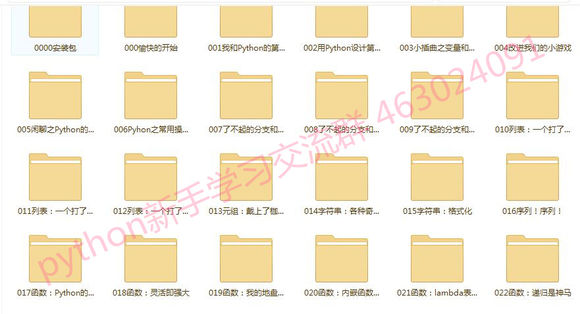 0000安装包
000愉快的开始
001我和Python的第...
002用Python设计第...
003小插曲之变量和...
004改进我们的小游戏
005闲聊之Python的...
006Pyhon之常用操...
007了不起的分支和...
008了不起的分支和...
009了不起的分支和...
010列表：一个打了...
011列表：一个打了...
012列表：一个打了...
013元组：戴上了枷...
014字符串：各种奇...
015字符串：格式化
016序列！序列！
017函数：Python的...
018函数：灵活即强大
019函数：我的地盘...
020函数：内嵌函数...
021函数：lambda表...
022函数：递归是神马
python新手学习交流群 463024091